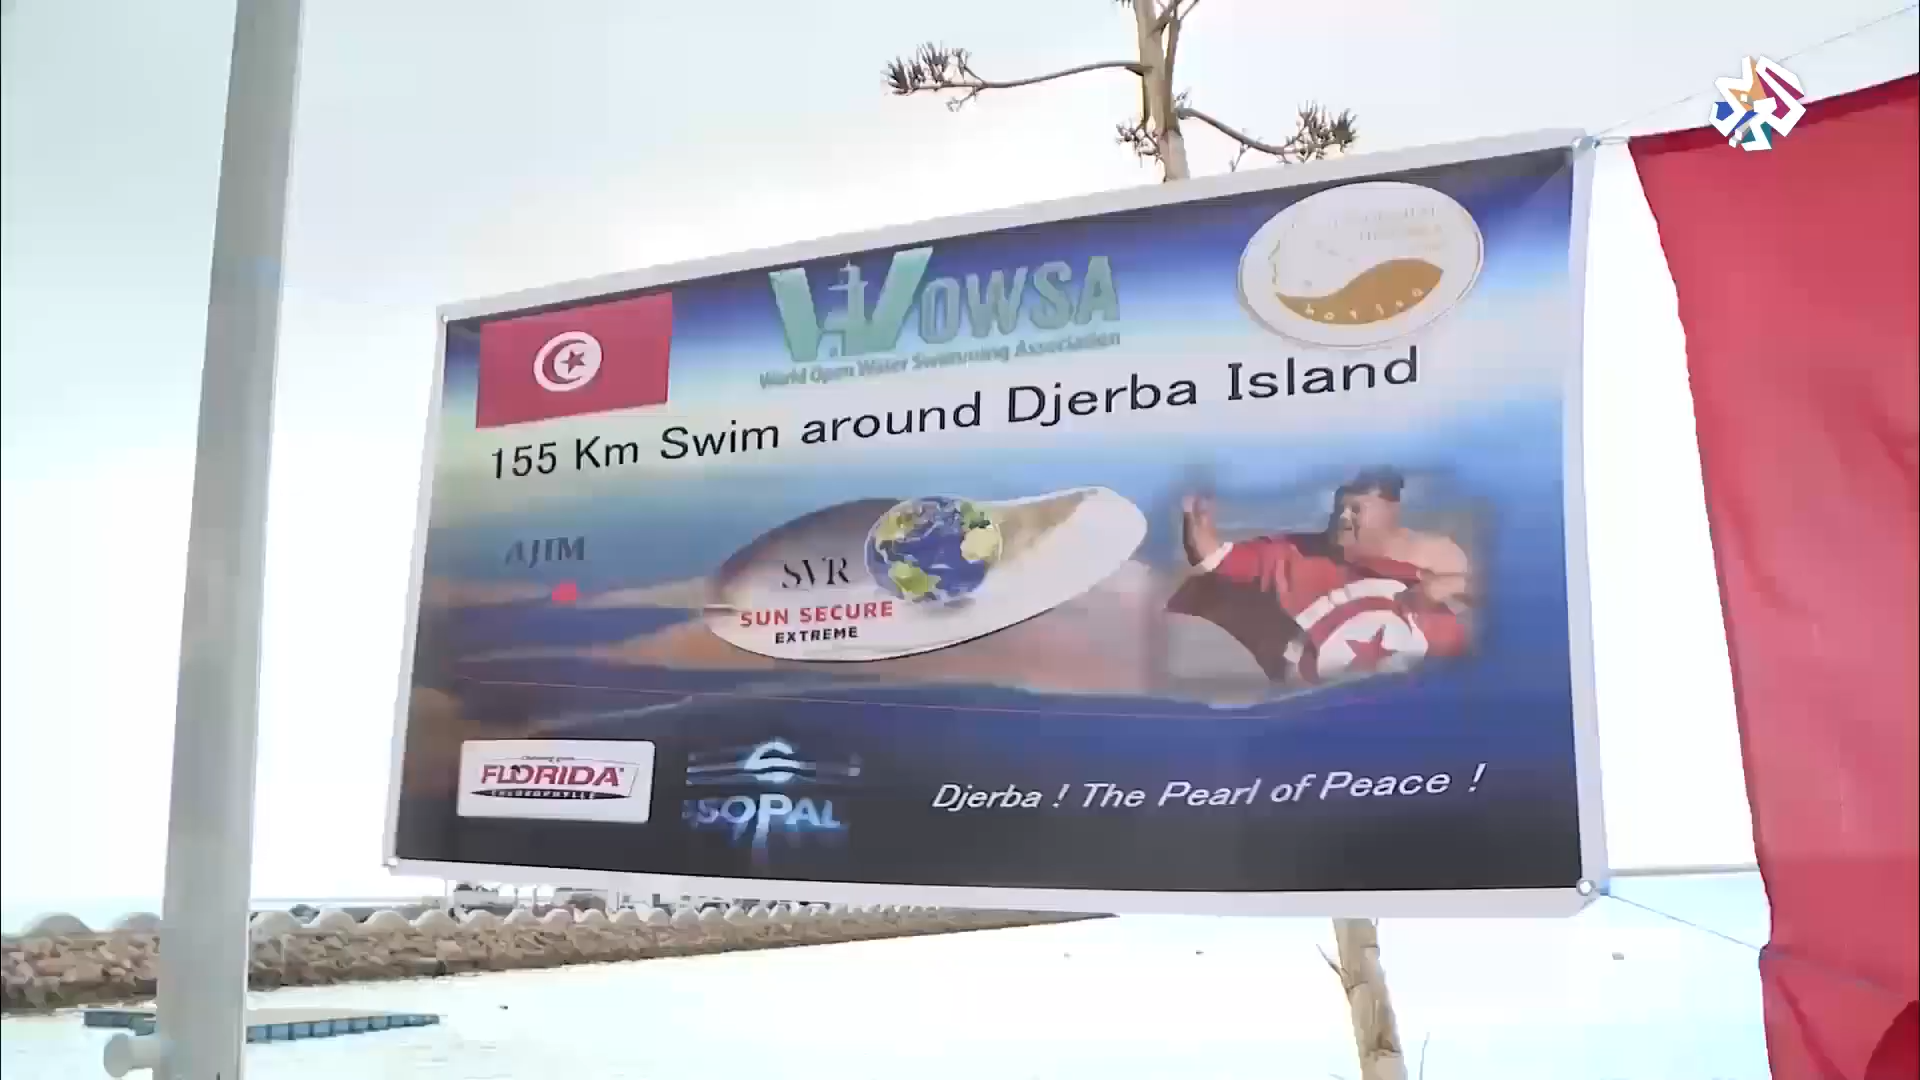 WOWSA
World Open Water Swimming Association
155 Km Swim around Djerba Island
AJIM
SVR
SUN SECURE
EXTREME
FLORIDA
CHLOROPHYLLE
SOPAL
Djerba ! The Pearl of Peace !